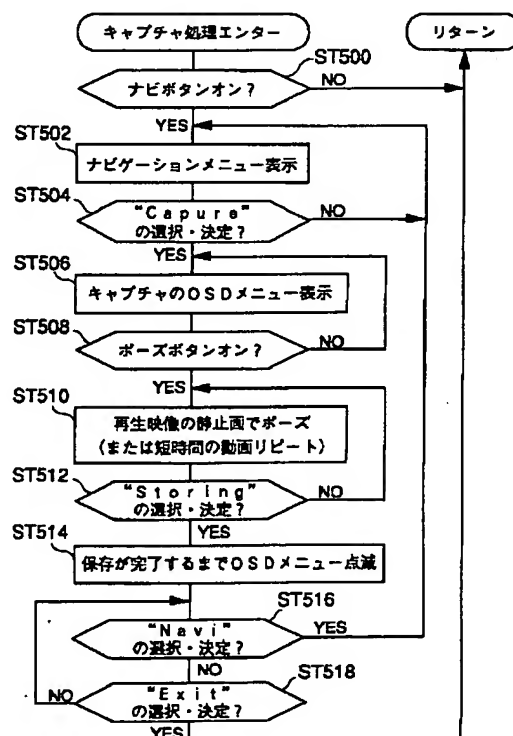 キャプチャ処理エンター
リターン
ST500
ナビボタンオン?
NO
YES
ST502
ナビゲーションメニュー表示
ST504
“Capure”
の選択・決定?
NO
YES
ST506
キャプチャのOSDメニュー表示
ST508
ポーズボタンオン?
NO
YES
ST510
再生映像の静止画でポーズ
(または短時間の動画リピート)
ST512
“Storing”
の選択・決定?
NO
YES
ST514
保存が完了するまでOSDメニュー点滅
ST516
“Navi”
の選択・決定?
YES
NO
ST518
“Exit”
の選択・決定?
NO
YES